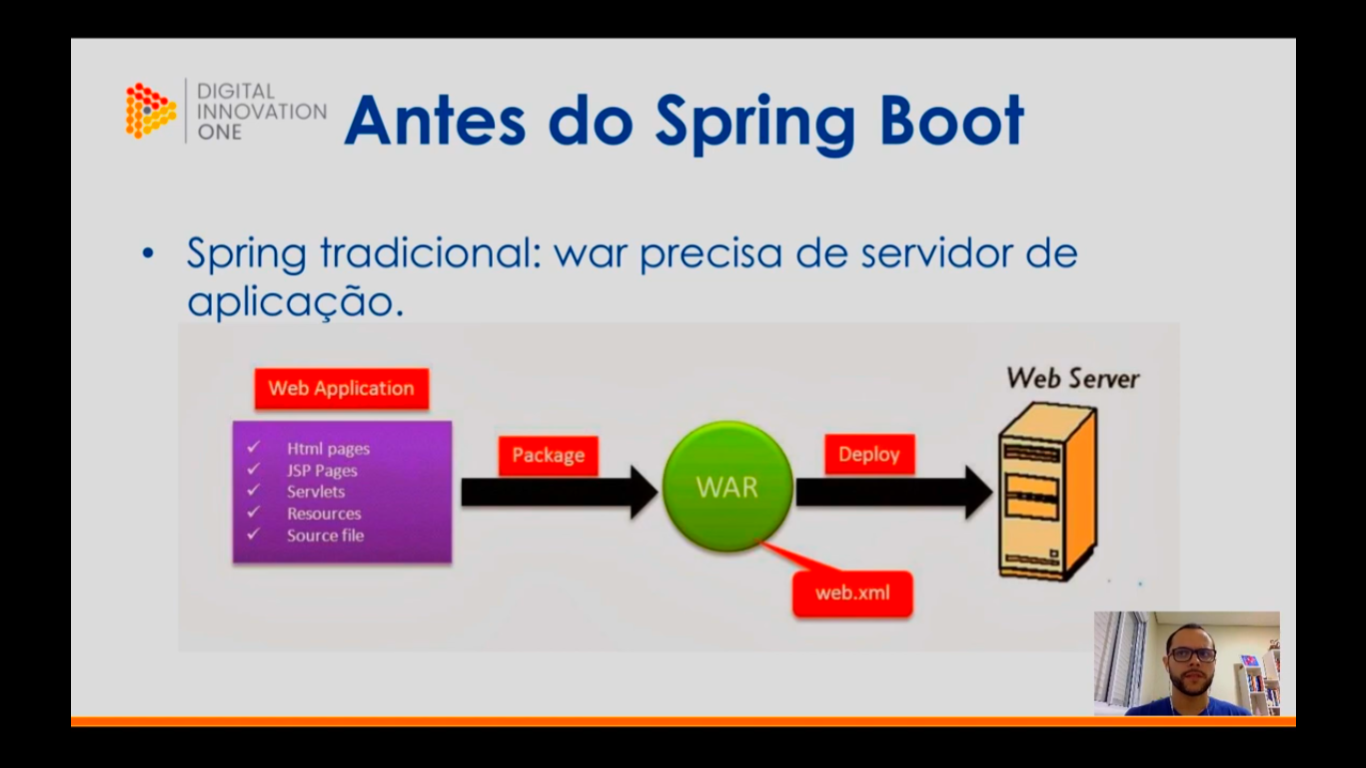 DIGITAL
INNOVATION
ONE
Antes do Spring Boot
• Spring tradicional: war precisa de servidor de
aplicação.
Web Application
✓ Html pages
✓ JSP Pages
✓ Servlets
✓ Resources
✓ Source file
Package
WAR
web.xml
Deploy
Web Server